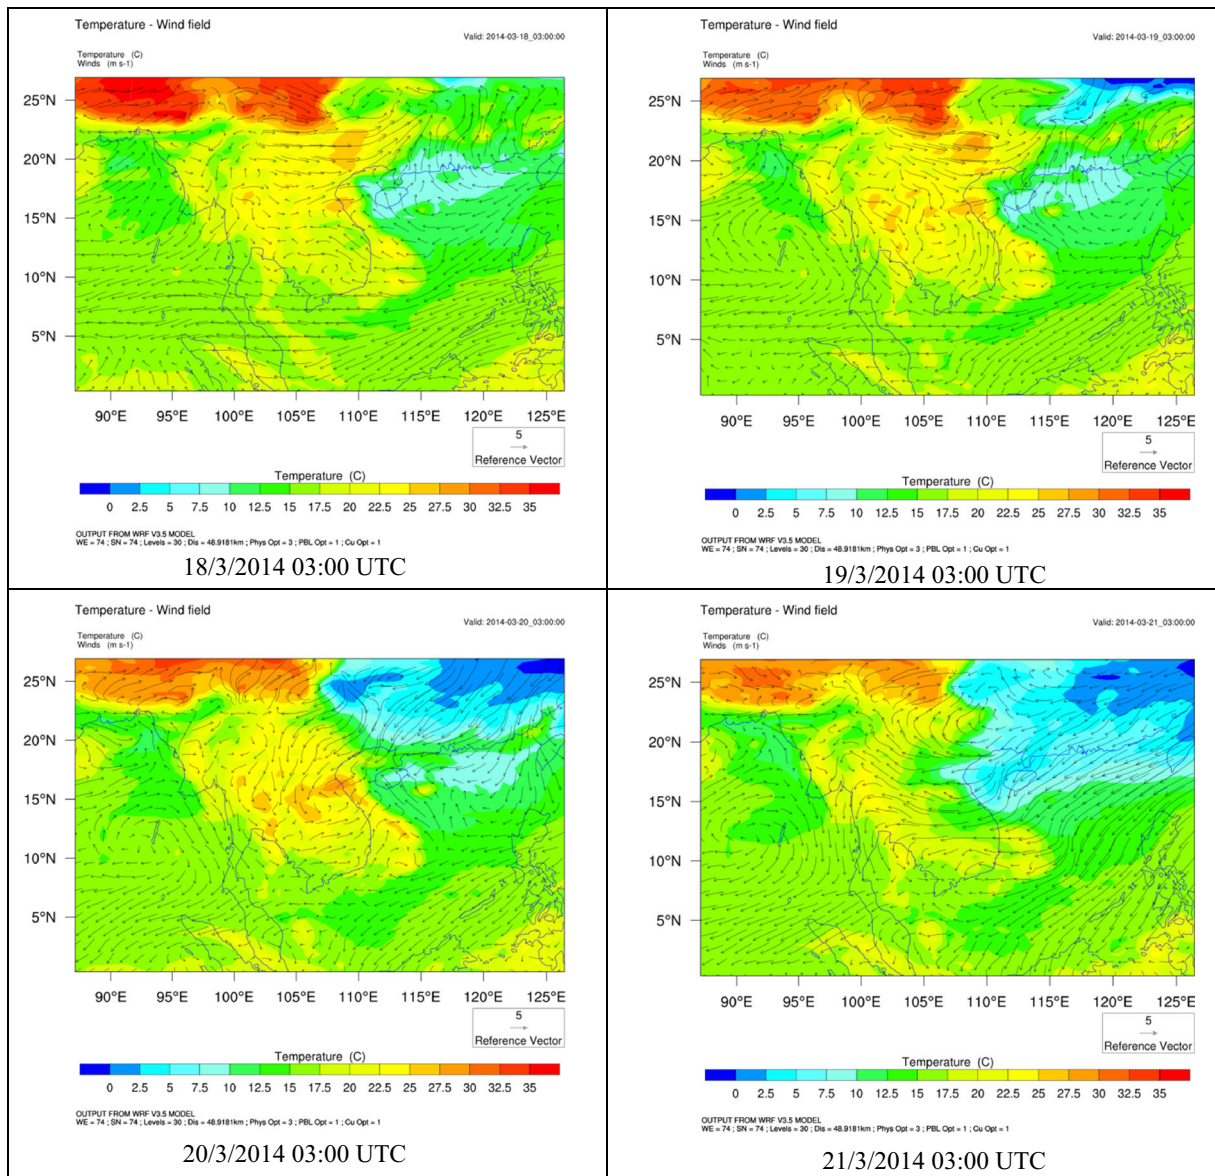 Temperature - Wind field
Valid: 2014-03-18_03:00:00
Temperature (C)
Winds (m s-1)
25°N
20°N
15°N
10°N
5°N
90°E 95°E 100°E 105°E 110°E 115°E 120°E 125°E
5
Reference Vector
Temperature (C)
0 2.5 5 7.5 10 12.5 15 17.5 20 22.5 25 27.5 30 32.5 35
OUTPUT FROM WRF V3.5 MODEL
WE = 74 ; SN = 74 ; Levels = 30 ; Dis = 48.9181km ; Phys Opt = 3 ; PBL Opt = 1 ; Cu Opt = 1
18/3/2014 03:00 UTC
Temperature - Wind field
Valid: 2014-03-19_03:00:00
Temperature (C)
Winds (m s-1)
25°N
20°N
15°N
10°N
5°N
90°E 95°E 100°E 105°E 110°E 115°E 120°E 125°E
5
Reference Vector
Temperature (C)
0 2.5 5 7.5 10 12.5 15 17.5 20 22.5 25 27.5 30 32.5 35
OUTPUT FROM WRF V3.5 MODEL
WE = 74 ; SN = 74 ; Levels = 30 ; Dis = 48.9181km ; Phys Opt = 3 ; PBL Opt = 1 ; Cu Opt = 1
19/3/2014 03:00 UTC
Temperature - Wind field
Valid: 2014-03-20_03:00:00
Temperature (C)
Winds (m s-1)
25°N
20°N
15°N
10°N
5°N
90°E 95°E 100°E 105°E 110°E 115°E 120°E 125°E
5
Reference Vector
Temperature (C)
0 2.5 5 7.5 10 12.5 15 17.5 20 22.5 25 27.5 30 32.5 35
OUTPUT FROM WRF V3.5 MODEL
WE = 74 ; SN = 74 ; Levels = 30 ; Dis = 48.9181km ; Phys Opt = 3 ; PBL Opt = 1 ; Cu Opt = 1
20/3/2014 03:00 UTC
Temperature - Wind field
Valid: 2014-03-21_03:00:00
Temperature (C)
Winds (m s-1)
25°N
20°N
15°N
10°N
5°N
90°E 95°E 100°E 105°E 110°E 115°E 120°E 125°E
5
Reference Vector
Temperature (C)
0 2.5 5 7.5 10 12.5 15 17.5 20 22.5 25 27.5 30 32.5 35
OUTPUT FROM WRF V3.5 MODEL
WE = 74 ; SN = 74 ; Levels = 30 ; Dis = 48.9181km ; Phys Opt = 3 ; PBL Opt = 1 ; Cu Opt = 1
21/3/2014 03:00 UTC